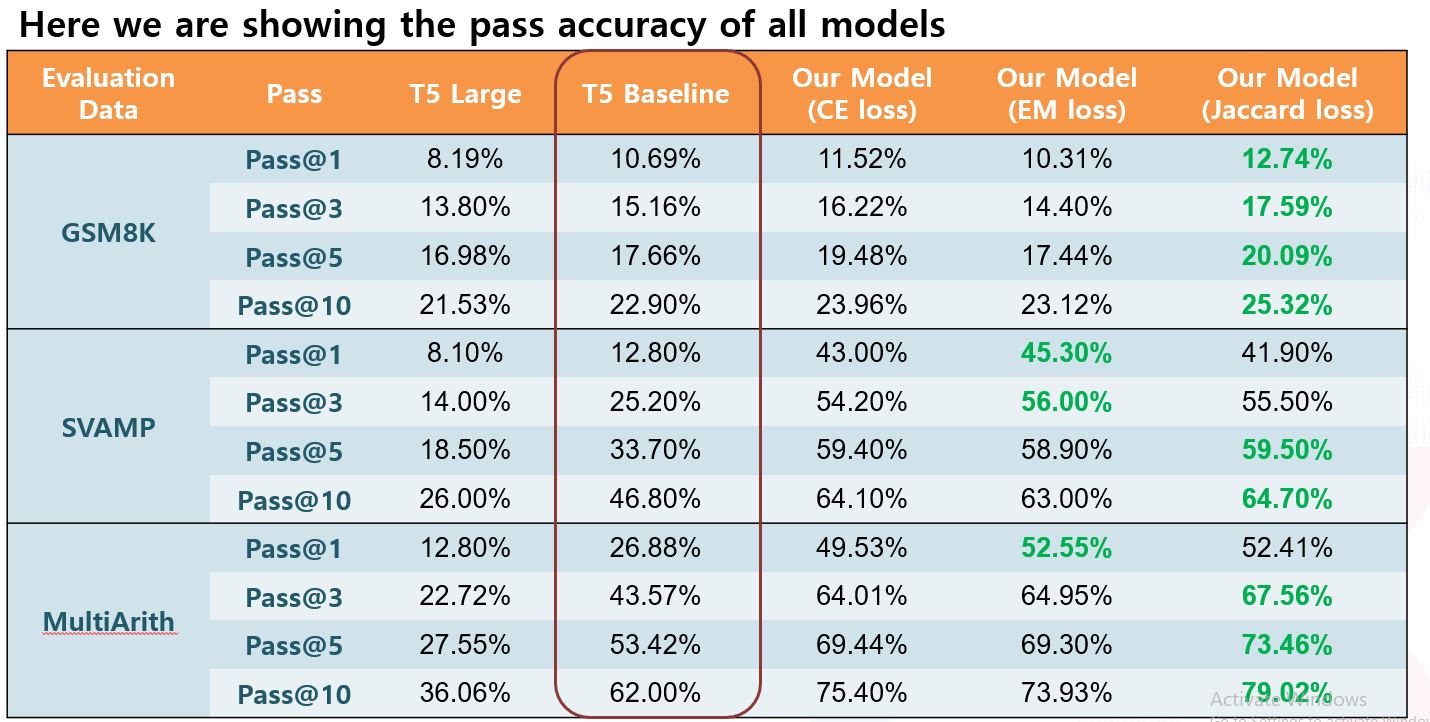 Here we are showing the pass accuracy of all models
Evaluation Data Pass T5 Large T5 Baseline Our Model (CE loss) Our Model (EM loss) Our Model (Jaccard loss)
GSM8K Pass@1 8.19% 10.69% 11.52% 10.31% 12.74%
Pass@3 13.80% 15.16% 16.22% 14.40% 17.59%
Pass@5 16.98% 17.66% 19.48% 17.44% 20.09%
Pass@10 21.53% 22.90% 23.96% 23.12% 25.32%
SVAMP Pass@1 8.10% 12.80% 43.00% 45.30% 41.90%
Pass@3 14.00% 25.20% 54.20% 56.00% 55.50%
Pass@5 18.50% 33.70% 59.40% 58.90% 59.50%
Pass@10 26.00% 46.80% 64.10% 63.00% 64.70%
MultiArith Pass@1 12.80% 26.88% 49.53% 52.55% 52.41%
Pass@3 22.72% 43.57% 64.01% 64.95% 67.56%
Pass@5 27.55% 53.42% 69.44% 69.30% 73.46%
Pass@10 36.06% 62.00% 75.40% 73.93% 79.02%
Activate Windows